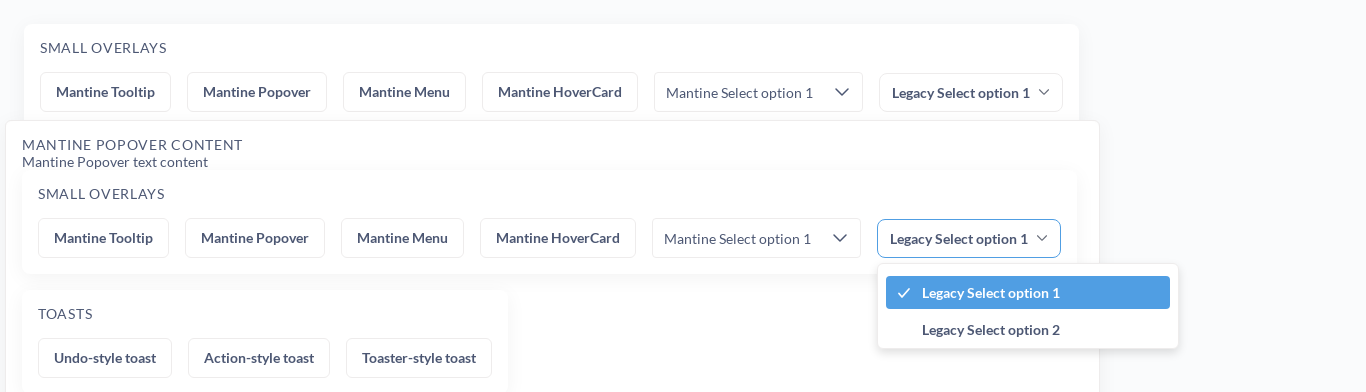 SMALL OVERLAYS
Mantine Tooltip Mantine Popover Mantine Menu Mantine HoverCard Mantine Select option 1 Legacy Select option 1
MANTINE POPOVER CONTENT
Mantine Popover text content
SMALL OVERLAYS
Mantine Tooltip Mantine Popover Mantine Menu Mantine HoverCard Mantine Select option 1 Legacy Select option 1
Legacy Select option 1
Legacy Select option 2
TOASTS
Undo-style toast Action-style toast Toaster-style toast